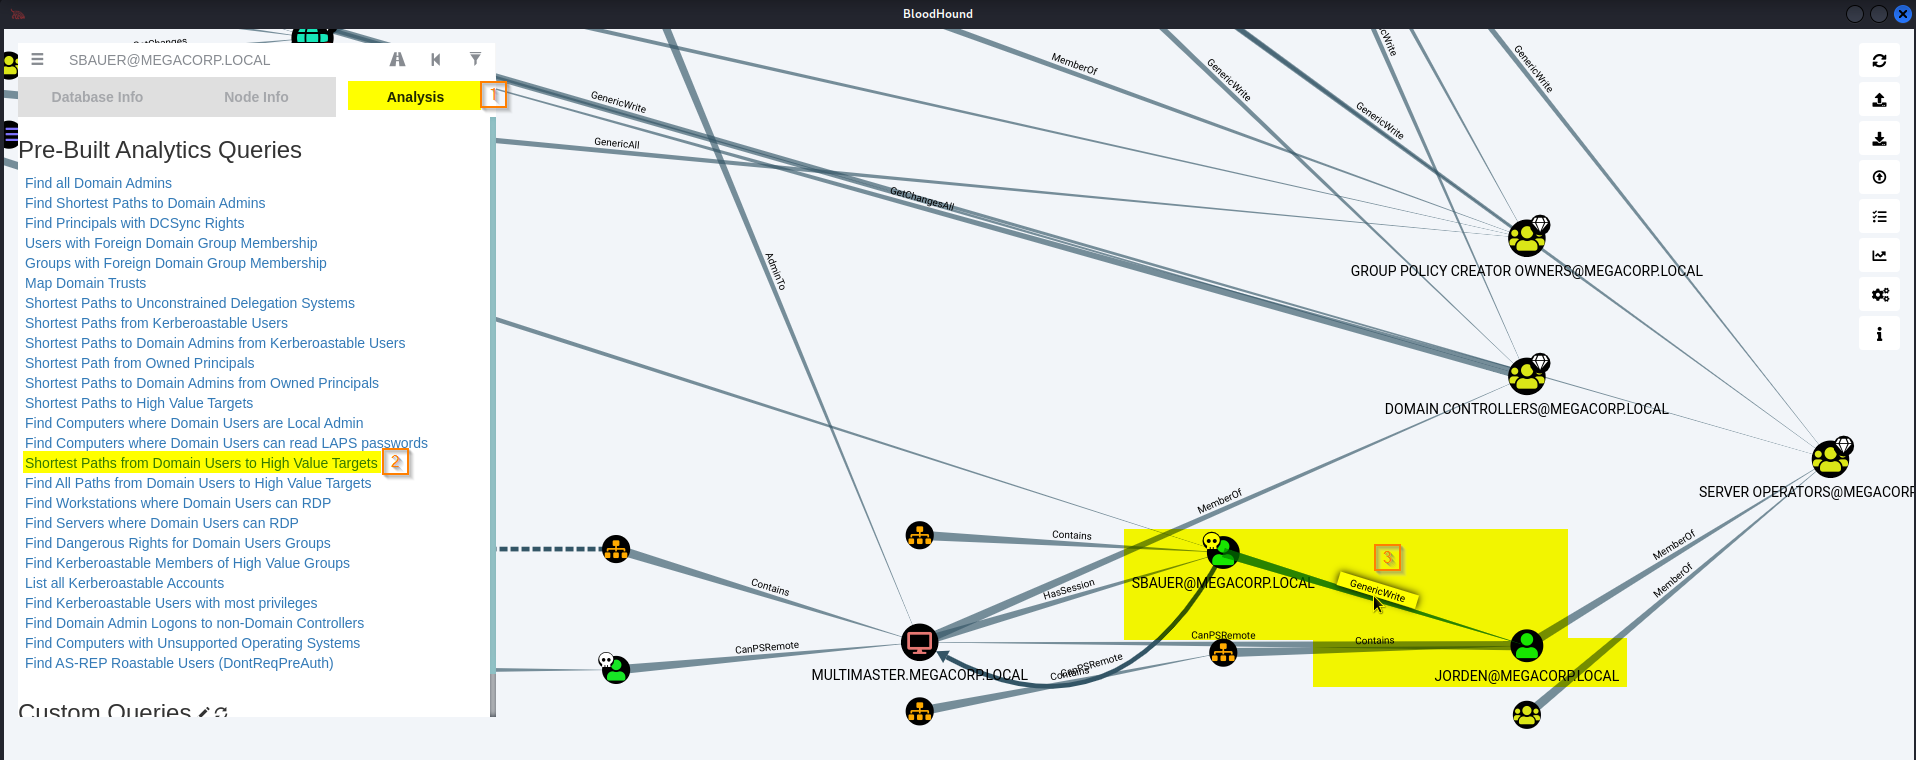 BloodHound
SBAUER@MEGACORP.LOCAL
Database Info
Node Info
Analysis
1
Pre-Built Analytics Queries
Find all Domain Admins
Find Shortest Paths to Domain Admins
Find Principals with DCSync Rights
Users with Foreign Domain Group Membership
Groups with Foreign Domain Group Membership
Map Domain Trusts
Shortest Paths to Unconstrained Delegation Systems
Shortest Paths from Kerberoastable Users
Shortest Paths to Domain Admins from Kerberoastable Users
Shortest Path from Owned Principals
Shortest Paths to Domain Admins from Owned Principals
Shortest Paths to High Value Targets
Find Computers where Domain Users are Local Admin
Find Computers where Domain Users can read LAPS passwords
Shortest Paths from Domain Users to High Value Targets
2
Find All Paths from Domain Users to High Value Targets
Find Workstations where Domain Users can RDP
Find Servers where Domain Users can RDP
Find Dangerous Rights for Domain Users Groups
Find Kerberoastable Members of High Value Groups
List all Kerberoastable Accounts
Find Kerberoastable Users with most privileges
Find Domain Admin Logons to non-Domain Controllers
Find Computers with Unsupported Operating Systems
Find AS-REP Roastable Users (DontReqPreAuth)
Custom Queries
GenericWrite
GenericAll
GetChangesAll
AdminTo
MemberOf
GenericWrite
GenericWrite
GenericWrite
GROUP POLICY CREATOR OWNERS@MEGACORP.LOCAL
DOMAIN CONTROLLERS@MEGACORP.LOCAL
SERVER OPERATORS@MEGACORP
MemberOf
Contains
3
SBAUER@MEGACORP.LOCAL
GenericWrite
MemberOf
MemberOf
Contains
HasSession
CanPSRemote
CanPSRemote
Contains
MULTIMASTER.MEGACORP.LOCAL
CanPSRemote
Contains
JORDEN@MEGACORP.LOCAL